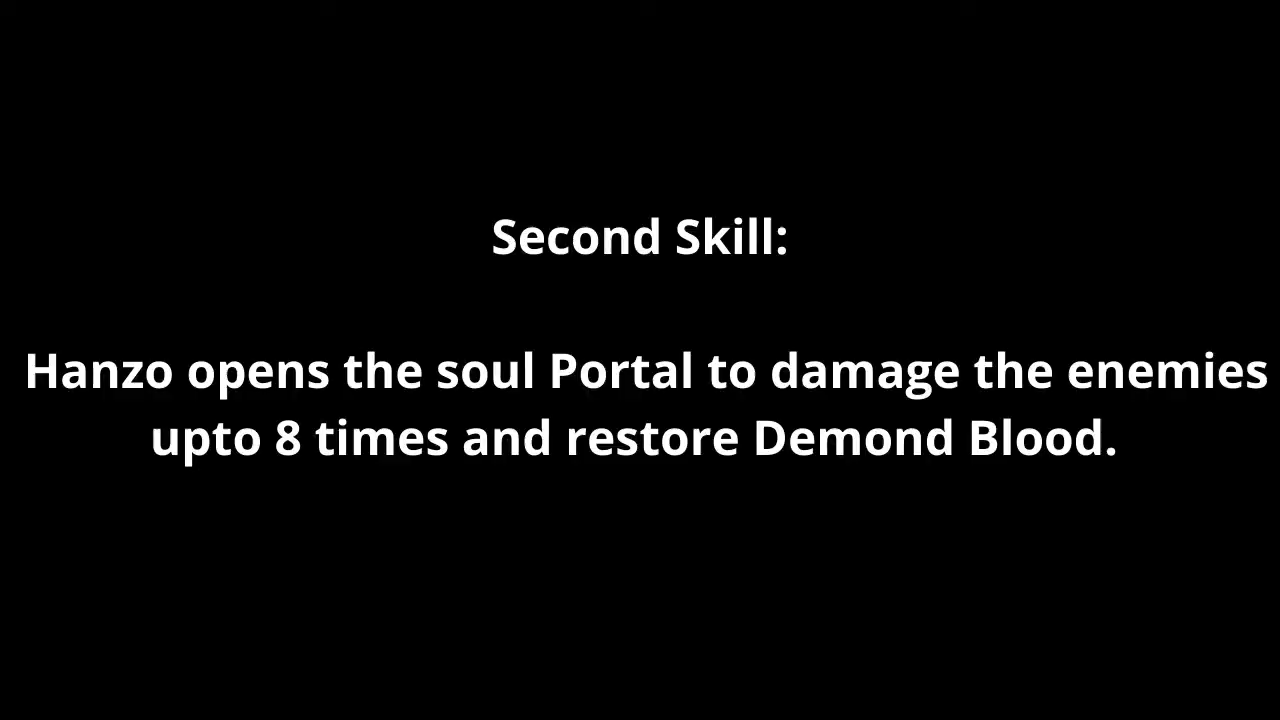 Second Skill:
Hanzo opens the soul Portal to damage the enemies
upto 8 times and restore Demond Blood.